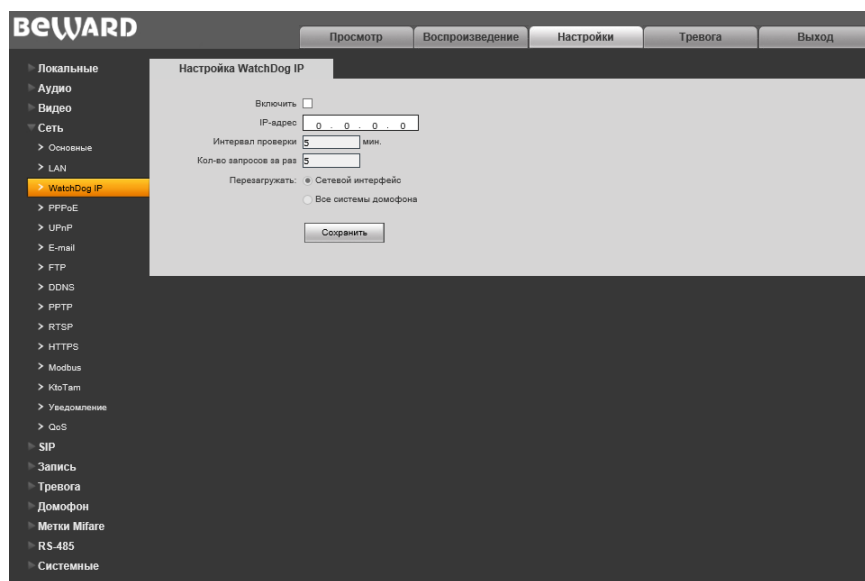 BEWARD
Просмотр Воспроизведение Настройки Тревога Выход
Локальные
Аудио
Видео
Сеть
Основные
LAN
WatchDog IP
PPPoE
UPnP
E-mail
FTP
DDNS
PPTP
RTSP
HTTPS
Modbus
KtoTam
Уведомление
QoS
SIP
Запись
Тревога
Домофон
Метки Mifare
RS-485
Системные
Настройка WatchDog IP
Включить
IP-адрес 0 . 0 . 0 . 0
Интервал проверки 5 мин.
Кол-во запросов за раз 5
Перезагружать: Сетевой интерфейс
Все системы домофона
Сохранить